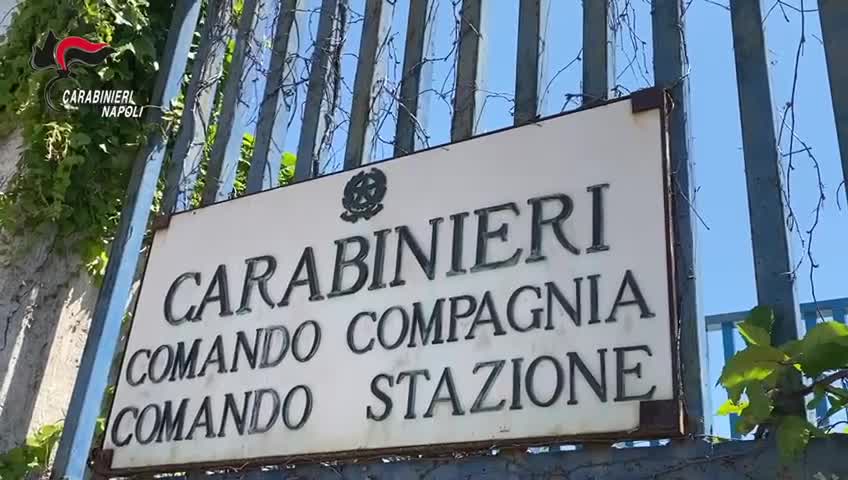 CARABINIERI
NAPOLI
CARABINIERI
COMANDO COMPAGNIA
COMANDO STAZIONE